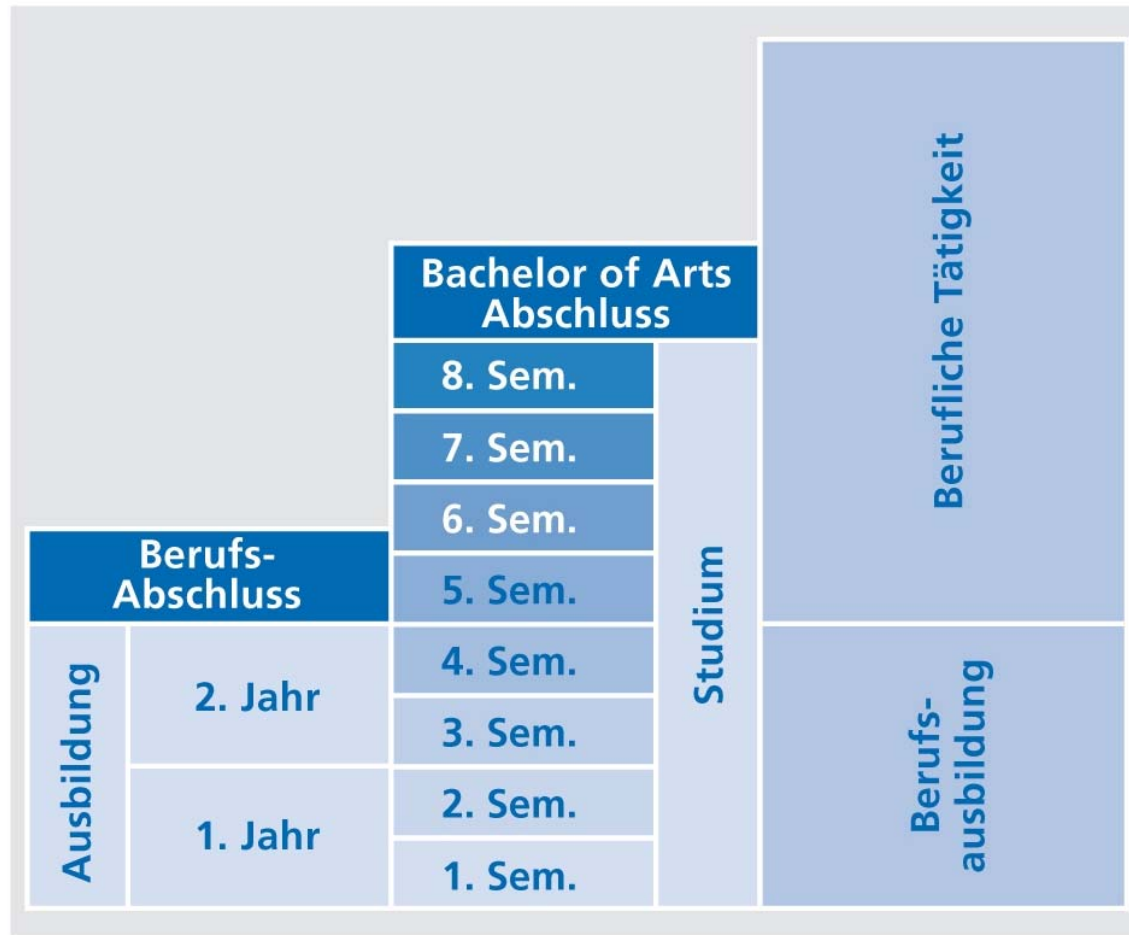 Bachelor of Arts
Abschluss
8. Sem.
7. Sem.
6. Sem.
5. Sem.
4. Sem.
3. Sem.
2. Sem.
1. Sem.
Studium
Berufs-
Abschluss
Ausbildung
2. Jahr
1. Jahr
Berufliche Tätigkeit
Berufs-
ausbildung